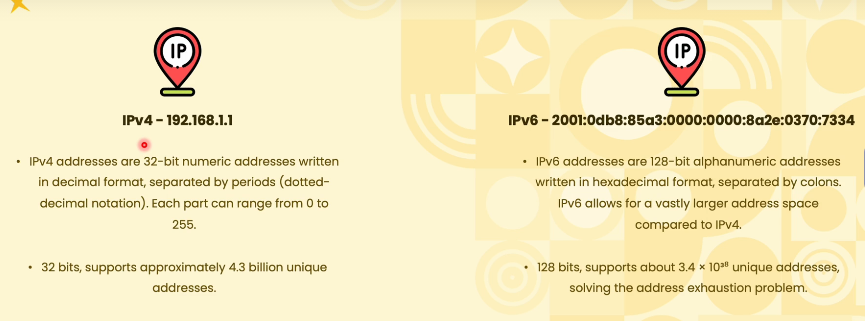 IP
IPv4 - 192.168.1.1
• IPv4 addresses are 32-bit numeric addresses written
in decimal format, separated by periods (dotted-
decimal notation). Each part can range from 0 to
255.
• 32 bits, supports approximately 4.3 billion unique
addresses.
IP
IPv6 - 2001:0db8:85a3:0000:0000:8a2e:0370:7334
• IPv6 addresses are 128-bit alphanumeric addresses
written in hexadecimal format, separated by colons.
IPv6 allows for a vastly larger address space
compared to IPv4.
• 128 bits, supports about 3.4 × 10³⁸ unique addresses,
solving the address exhaustion problem.